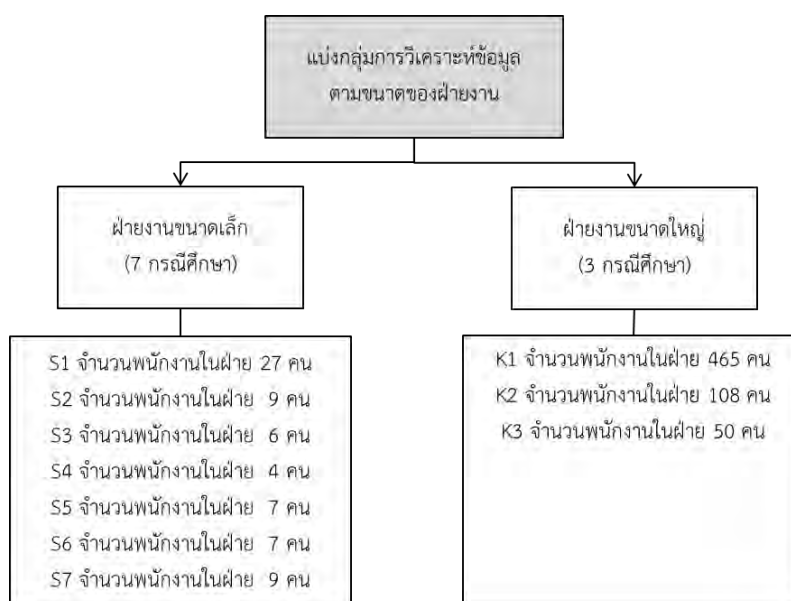 แบ่งกลุ่มการวิเคราะห์ข้อมูล
ตามขนาดของฝ่ายงาน
ฝ่ายงานขนาดเล็ก
(7 กรณีศึกษา)
ฝ่ายงานขนาดใหญ่
(3 กรณีศึกษา)
S1 จำนวนพนักงานในฝ่าย 27 คน
S2 จำนวนพนักงานในฝ่าย 9 คน
S3 จำนวนพนักงานในฝ่าย 6 คน
S4 จำนวนพนักงานในฝ่าย 4 คน
S5 จำนวนพนักงานในฝ่าย 7 คน
S6 จำนวนพนักงานในฝ่าย 7 คน
S7 จำนวนพนักงานในฝ่าย 9 คน
K1 จำนวนพนักงานในฝ่าย 465 คน
K2 จำนวนพนักงานในฝ่าย 108 คน
K3 จำนวนพนักงานในฝ่าย 50 คน